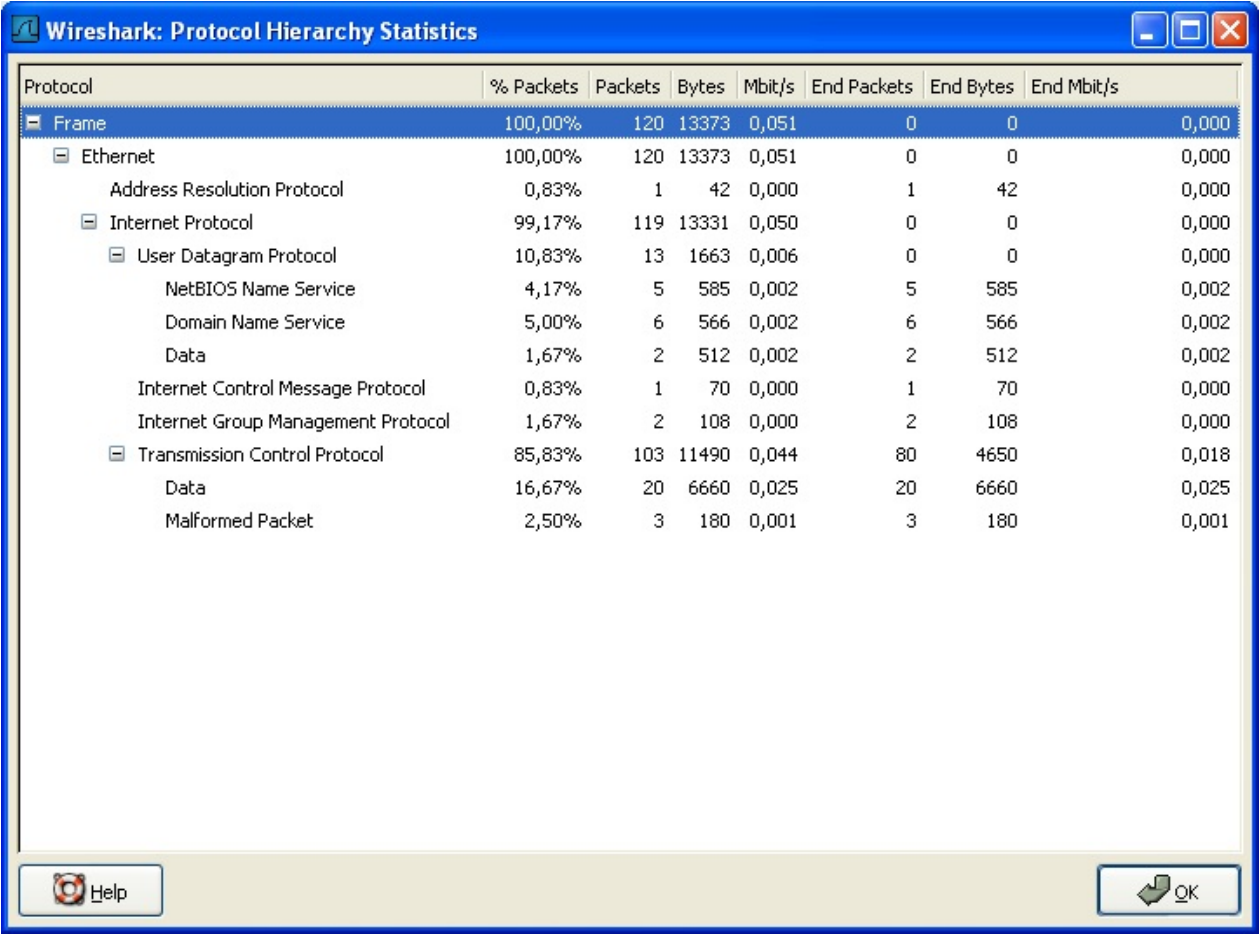 Wireshark: Protocol Hierarchy Statistics
Protocol % Packets Packets Bytes Mbit/s End Packets End Bytes End Mbit/s
Frame 100,00% 120 13373 0,051 0 0 0,000
Ethernet 100,00% 120 13373 0,051 0 0 0,000
Address Resolution Protocol 0,83% 1 42 0,000 1 42 0,000
Internet Protocol 99,17% 119 13331 0,050 0 0 0,000
User Datagram Protocol 10,83% 13 1663 0,006 0 0 0,000
NetBIOS Name Service 4,17% 5 585 0,002 5 585 0,002
Domain Name Service 5,00% 6 566 0,002 6 566 0,002
Data 1,67% 2 512 0,002 2 512 0,002
Internet Control Message Protocol 0,83% 1 70 0,000 1 70 0,000
Internet Group Management Protocol 1,67% 2 108 0,000 2 108 0,000
Transmission Control Protocol 85,83% 103 11490 0,044 80 4650 0,018
Data 16,67% 20 6660 0,025 20 6660 0,025
Malformed Packet 2,50% 3 180 0,001 3 180 0,001
Help OK